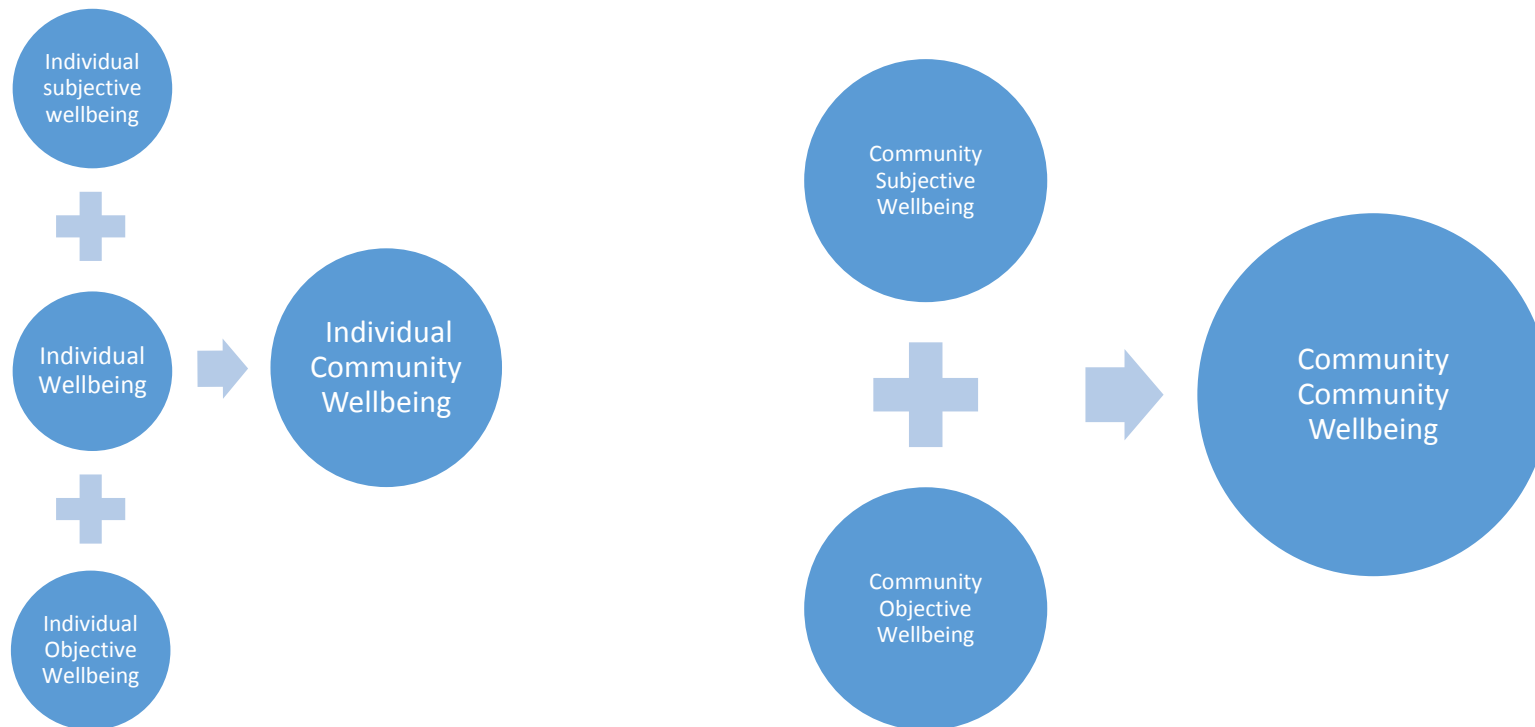 Individual
subjective
wellbeing
Individual
Wellbeing
Individual
Objective
Wellbeing
Individual
Community
Wellbeing
Community
Subjective
Wellbeing
Community
Objective
Wellbeing
Community
Community
Wellbeing